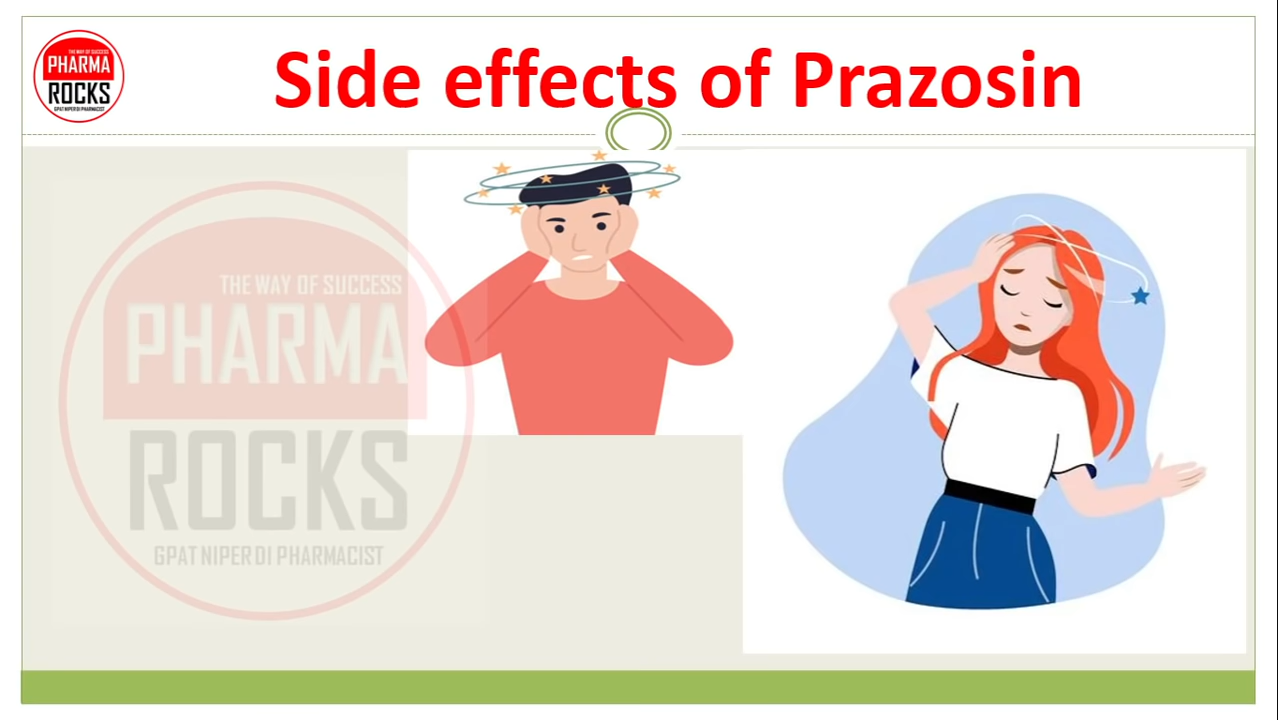 THE WAY OF SUCCESS
PHARMA
ROCKS
GPAT NIPER DI PHARMACIST
Side effects of Prazosin
THE WAY OF SUCCESS
PHARMA
ROCKS
GPAT NIPER DI PHARMACIST